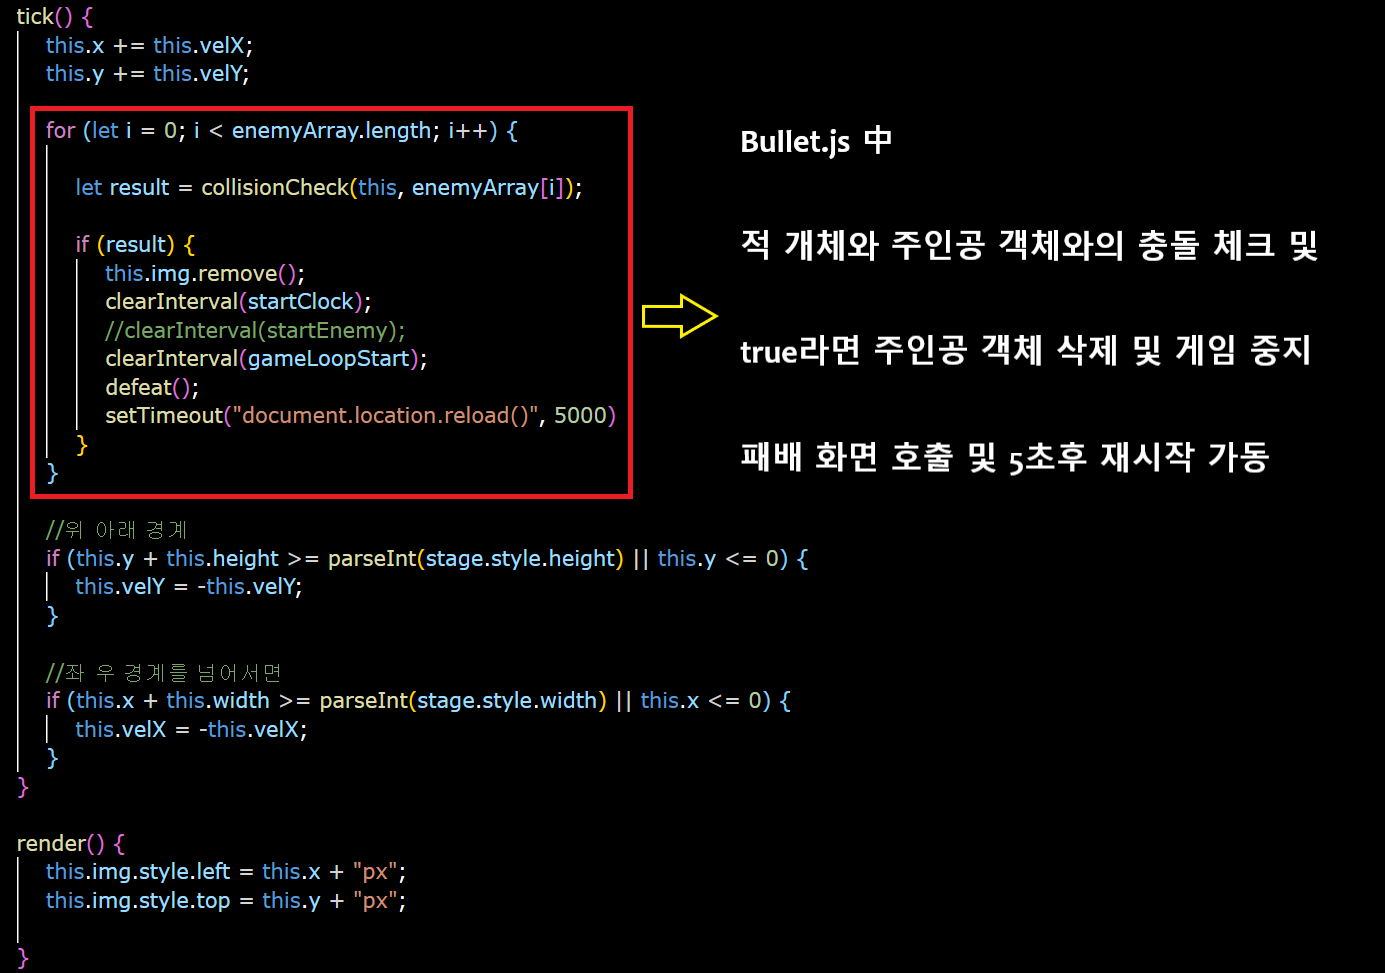 tick() {
this.x += this.velX;
this.y += this.velY;
for (let i = 0; i < enemyArray.length; i++) {
let result = collisionCheck(this, enemyArray[i]);
if (result) {
this.img.remove();
clearInterval(startClock);
//clearInterval(startEnemy);
clearInterval(gameLoopStart);
defeat();
setTimeout("document.location.reload()", 5000)
}
}
//위 아래 경계
if (this.y + this.height >= parseInt(stage.style.height) || this.y <= 0) {
this.velY = -this.velY;
}
//좌 우 경계를 넘어서면
if (this.x + this.width >= parseInt(stage.style.width) || this.x <= 0) {
this.velX = -this.velX;
}
}
render() {
this.img.style.left = this.x + "px";
this.img.style.top = this.y + "px";
}
Bullet.js 中
적 개체와 주인공 객체와의 충돌 체크 및
true라면 주인공 객체 삭제 및 게임 중지
패배 화면 호출 및 5초후 재시작 가동